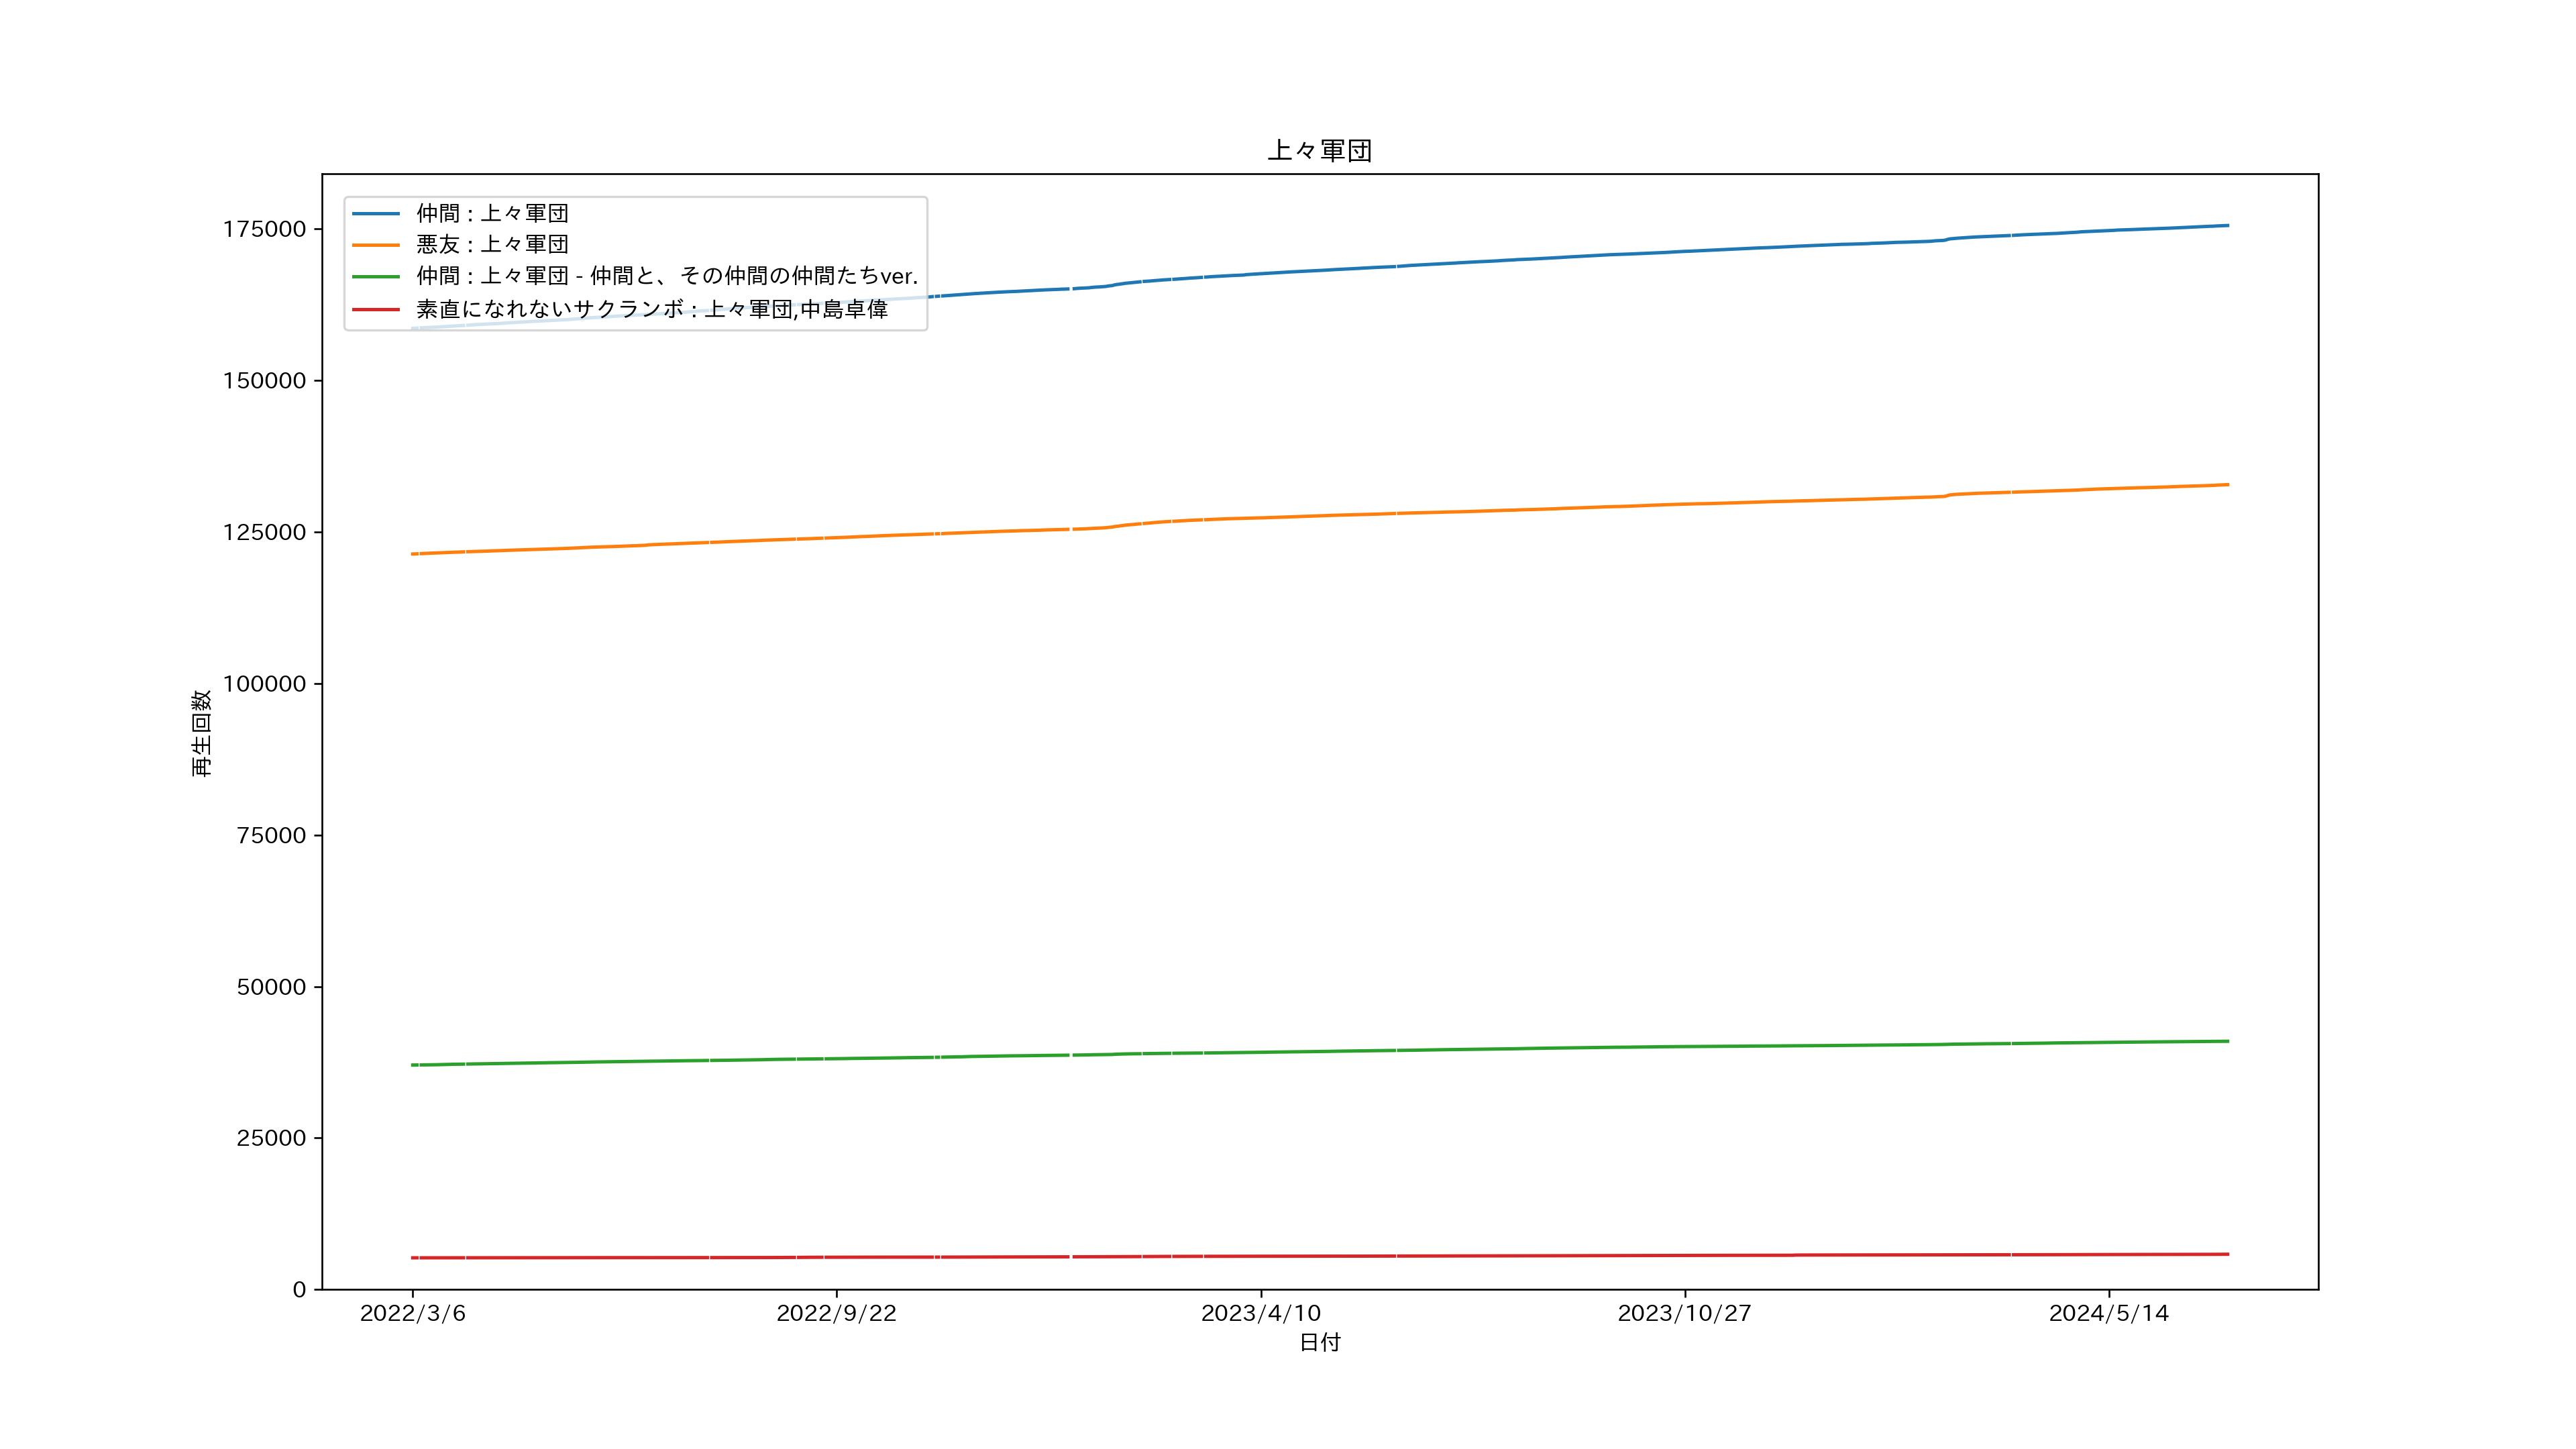 上々軍団
仲間 : 上々軍団
悪友 : 上々軍団
仲間 : 上々軍団 - 仲間と、その仲間の仲間たちver.
素直になれないサクランボ : 上々軍団,中島卓偉
175000
150000
125000
100000
75000
50000
25000
0
再生回数
2022/3/6
2022/9/22
2023/4/10
2023/10/27
2024/5/14
日付